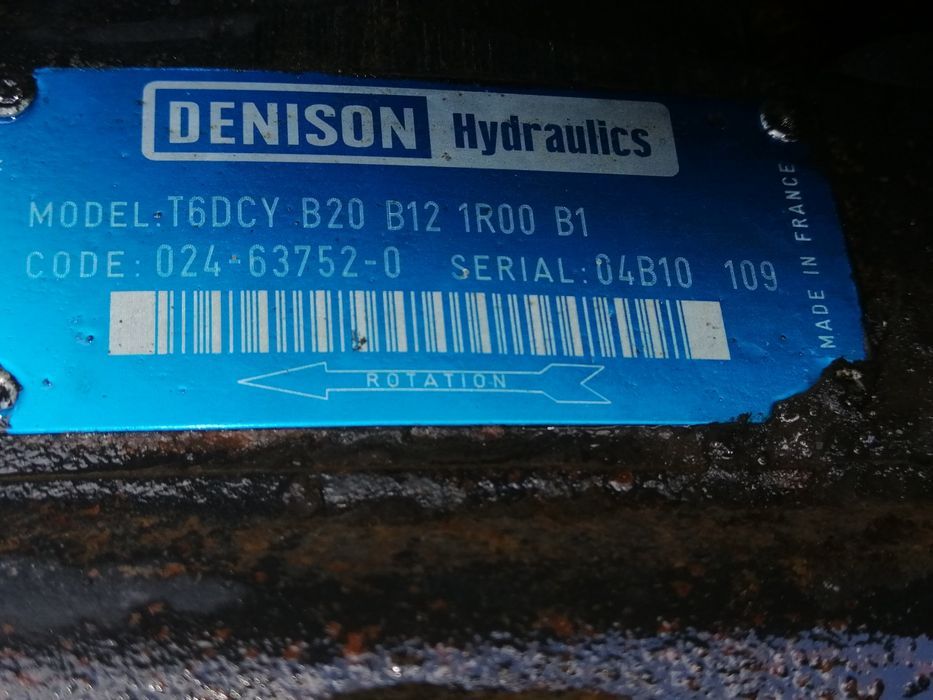 DENISON Hydraulics
MODEL:T6DCY B20 B12 1R00 B1
CODE: 024-63752-0 SERIAL: 04B10 109
ROTATION
MADE IN FRANCE